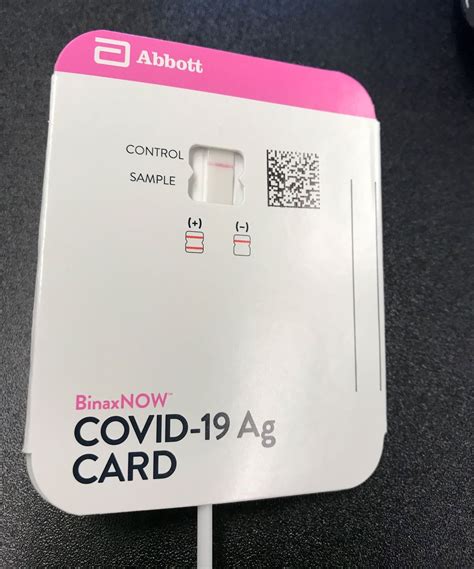 Abbott
CONTROL
SAMPLE
(+) (-)
BinaxNOW™
COVID-19 Ag
CARD